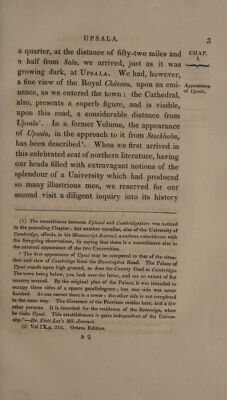 UPSALA. 3
a quarter, at the distance of fifty-two miles and
a half from Sala, we arrived, just as it was
growing dark, at UPSALA. We had, however,
a fine view of the Royal Château, upon an emi-
nence, as we entered the town: the Cathedral,
also, presents a superb figure, and is visible,
upon this road, a considerable distance from
Upsala¹. In a former Volume, the appearance
of Upsala, in the approach to it from Stockholm,
has been described². When we first arrived in
this celebrated seat of northern literature, having
our heads filled with extravagant notions of the
splendour of a University which had produced
so many illustrious men, we reserved for our
second visit a diligent inquiry into its history
CHAP.
I.
Appearance
of Upsala.
(1) The resemblance between Upland and Cambridgeshire was noticed
in the preceding Chapter: but another traveller, also of the University of
Cambridge, affords, in his Manuscript Journal, a curious coincidence with
the foregoing observations, by saying that there is a resemblance also in
the external appearance of the two Universities.
“ The first appearance of Upsal may be compared to that of the situa-
tion and view of Cambridge from the Huntingdon Road. The Palace of
Upsal stands upon high ground, as does the County Gaol at Cambridge.
The town being below, you look over the latter, and see an extent of flat
country around. By the original plan of the Palace, it was intended to
occupy three sides of a square parallelogram; but one side was never
finished. At one corner there is a tower: the other side is not completed
in the same way. The Governor of the Province resides here, and a few
other persons. It is intended for the residence of the Sovereign, when
he visits Upsal. This establishment is quite independent of the Univer-
sity.”—Dr. Fiott Lee's MS. Journal.
(2) Vol. IX. p. 210. Octavo Edition.
B 2